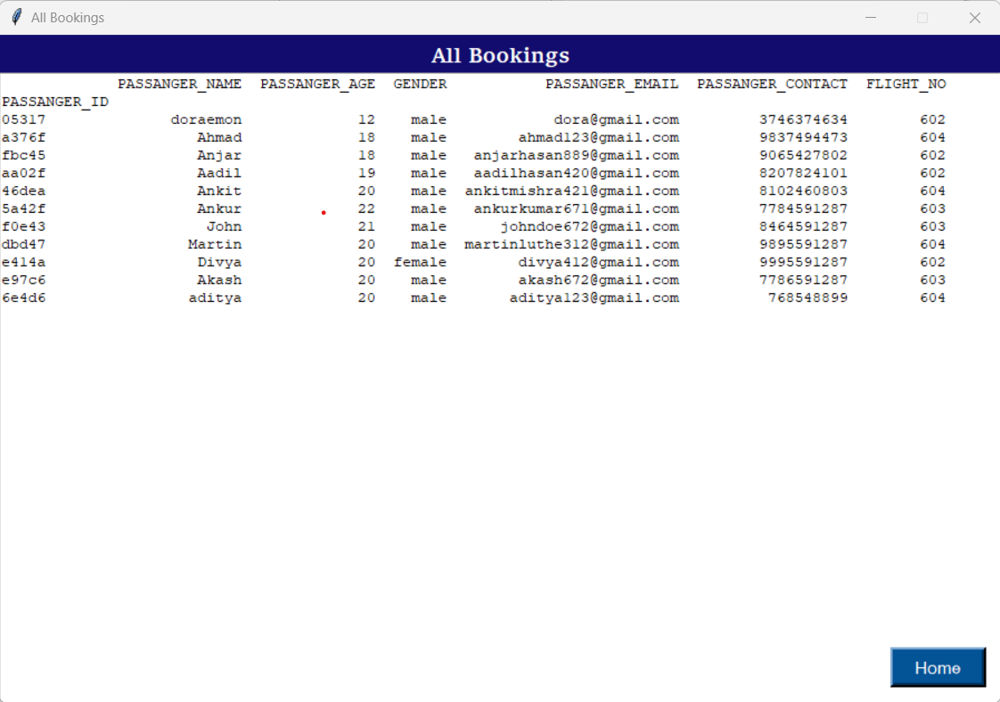 All Bookings
All Bookings
PASSANGER_NAME PASSANGER_AGE GENDER PASSANGER_EMAIL PASSANGER_CONTACT FLIGHT_NO
PASSANGER_ID
05317 doraemon 12 male dora@gmail.com 3746374634 602
a376f Ahmad 18 male ahmad123@gmail.com 9837494473 604
fbc45 Anjar 18 male anjarhasan889@gmail.com 9065427802 602
aa02f Aadil 19 male aadilhasan420@gmail.com 8207824101 602
46dea Ankit 20 male ankitmishra421@gmail.com 8102460803 604
5a42f Ankur 22 male ankurkumar671@gmail.com 7784591287 603
f0e43 John 21 male johndoe672@gmail.com 8464591287 603
dbd47 Martin 20 male martinluthe312@gmail.com 9895591287 604
e414a Divya 20 female divya412@gmail.com 9995591287 602
e97c6 Akash 20 male akash672@gmail.com 7786591287 603
6e4d6 aditya 20 male aditya123@gmail.com 768548899 604
Home